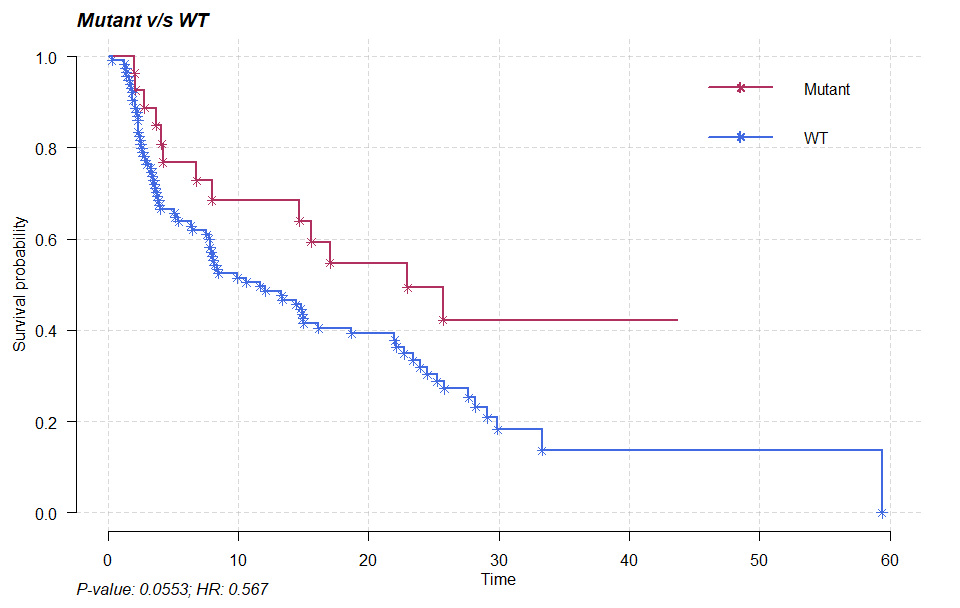 Mutant v/s WT
1.0
0.8
0.6
0.4
0.2
0.0
Survival probability
Mutant
WT
0 10 20 30 40 50 60
Time
P-value: 0.0553; HR: 0.567